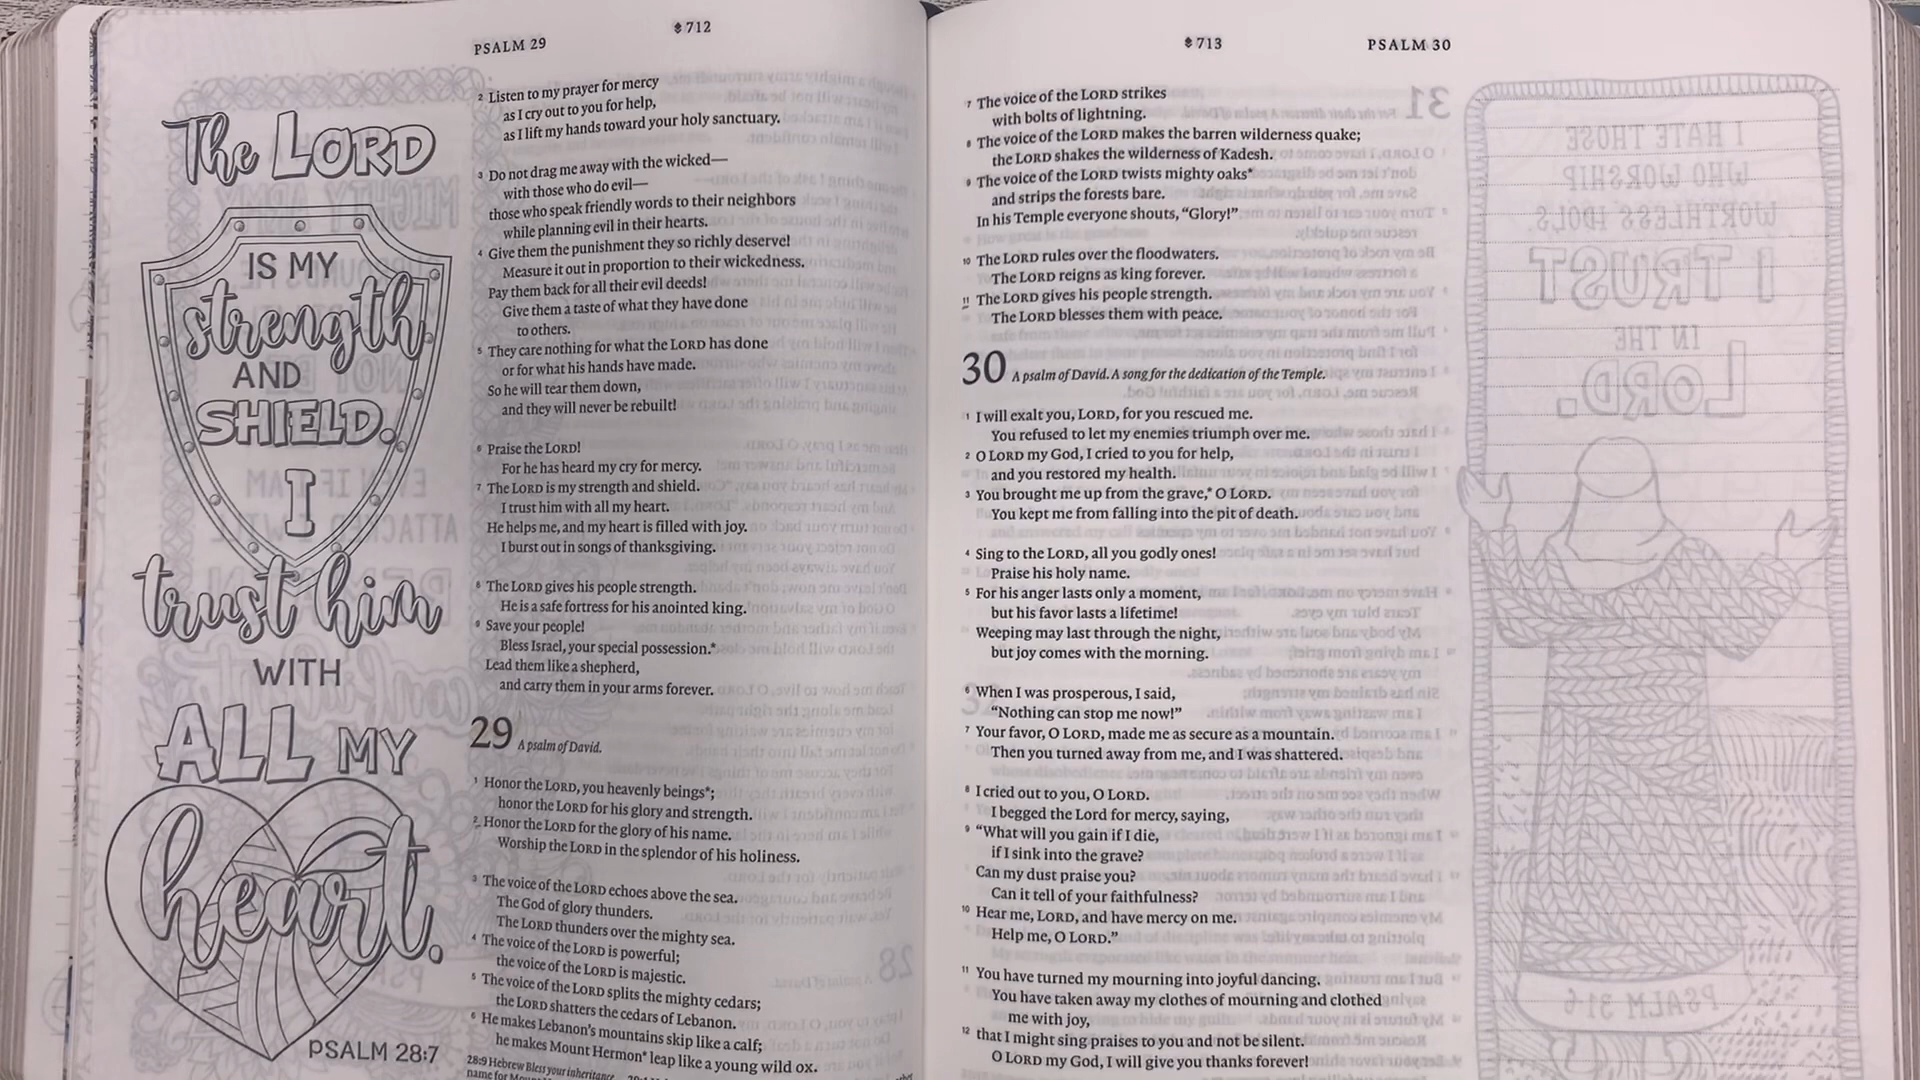 PSALM 29
712
The LORD
IS MY
strength
AND
SHIELD.
I
trust him
WITH
ALL MY
heart.
PSALM 28:7
2 Listen to my prayer for mercy
as I cry out to you for help,
as I lift my hands toward your holy sanctuary.
3 Do not drag me away with the wicked—
with those who do evil—
those who speak friendly words to their neighbors
while planning evil in their hearts.
4 Give them the punishment they so richly deserve!
Measure it out in proportion to their wickedness.
Pay them back for all their evil deeds!
Give them a taste of what they have done
to others.
5 They care nothing for what the LORD has done
or for what his hands have made.
So he will tear them down,
and they will never be rebuilt!
6 Praise the LORD!
For he has heard my cry for mercy.
7 The LORD is my strength and shield.
I trust him with all my heart.
He helps me, and my heart is filled with joy.
I burst out in songs of thanksgiving.
8 The LORD gives his people strength.
He is a safe fortress for his anointed king.
9 Save your people!
Bless Israel, your special possession.*
Lead them like a shepherd,
and carry them in your arms forever.
29 A psalm of David.
1 Honor the LORD, you heavenly beings*;
honor the LORD for his glory and strength.
2 Honor the LORD for the glory of his name.
Worship the LORD in the splendor of his holiness.
3 The voice of the LORD echoes above the sea.
The God of glory thunders.
The LORD thunders over the mighty sea.
4 The voice of the LORD is powerful;
the voice of the LORD is majestic.
5 The voice of the LORD splits the mighty cedars;
the LORD shatters the cedars of Lebanon.
6 He makes Lebanon's mountains skip like a calf;
he makes Mount Hermon* leap like a young wild ox.
28:9 Hebrew Bless your inheritance.
name for
713
PSALM 30
7 The voice of the LORD strikes
with bolts of lightning.
8 The voice of the LORD makes the barren wilderness quake;
the LORD shakes the wilderness of Kadesh.
9 The voice of the LORD twists mighty oaks*
and strips the forests bare.
In his Temple everyone shouts, “Glory!”
10 The LORD rules over the floodwaters.
The LORD reigns as king forever.
11 The LORD gives his people strength.
The LORD blesses them with peace.
30 A psalm of David. A song for the dedication of the Temple.
1 I will exalt you, LORD, for you rescued me.
You refused to let my enemies triumph over me.
2 O LORD my God, I cried to you for help,
and you restored my health.
3 You brought me up from the grave,* O LORD.
You kept me from falling into the pit of death.
4 Sing to the LORD, all you godly ones!
Praise his holy name.
5 For his anger lasts only a moment,
but his favor lasts a lifetime!
Weeping may last through the night,
but joy comes with the morning.
6 When I was prosperous, I said,
“Nothing can stop me now!”
7 Your favor, O LORD, made me as secure as a mountain.
Then you turned away from me, and I was shattered.
8 I cried out to you, O LORD.
I begged the Lord for mercy, saying,
9 “What will you gain if I die,
if I sink into the grave?
Can my dust praise you?
Can it tell of your faithfulness?
10 Hear me, LORD, and have mercy on me.
Help me, O LORD.”
11 You have turned my mourning into joyful dancing.
You have taken away my clothes of mourning and clothed
me with joy,
12 that I might sing praises to you and not be silent.
O LORD my God, I will give you thanks forever!
31
I HATE THOSE
WHO WORSHIP
WORTHLESS IDOLS.
I TRUST
IN THE
LORD.
PSALM 31:6